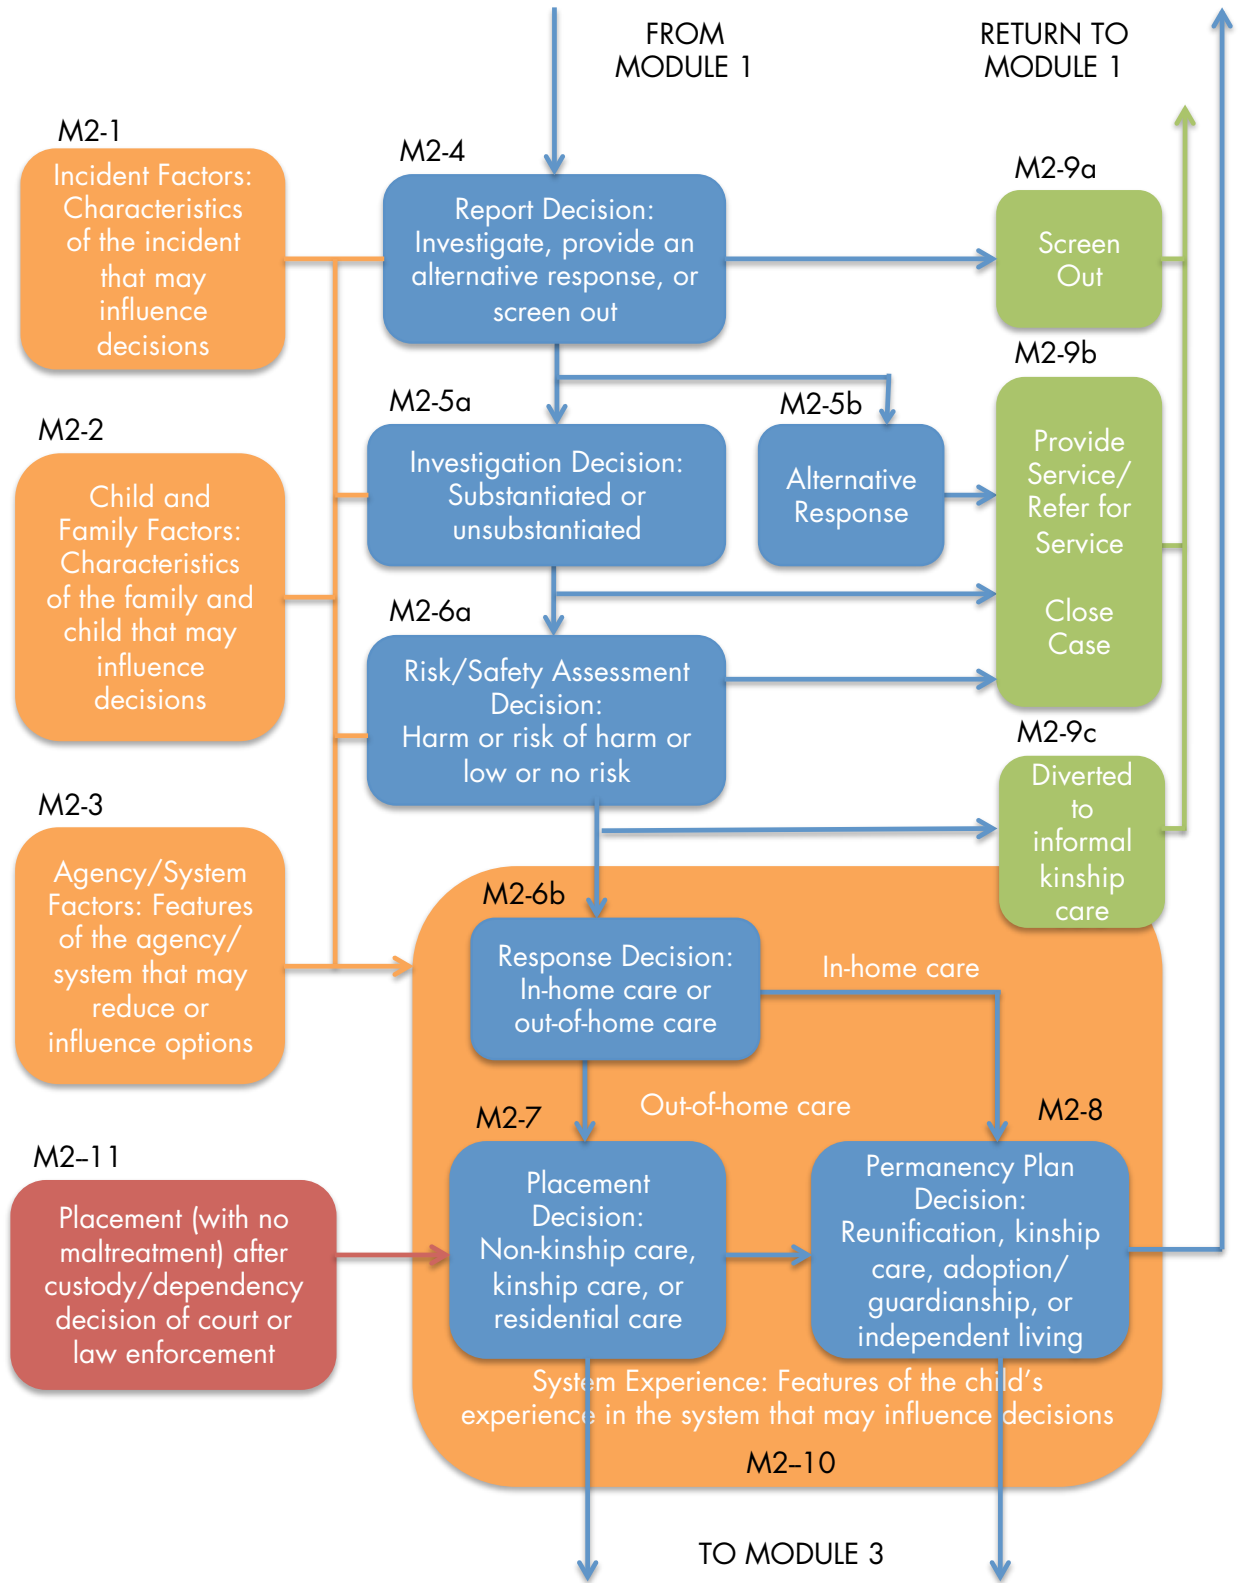 FROM
MODULE 1
RETURN TO
MODULE 1
M2-1
Incident Factors:
Characteristics
of the incident
that may
influence
decisions
M2-4
Report Decision:
Investigate, provide an
alternative response, or
screen out
M2-9a
Screen
Out
M2-2
Child and
Family Factors:
Characteristics
of the family and
child that may
influence
decisions
M2-5a
Investigation Decision:
Substantiated or
unsubstantiated
M2-5b
Alternative
Response
M2-9b
Provide
Service/
Refer for
Service
Close
Case
M2-6a
Risk/Safety Assessment
Decision:
Harm or risk of harm or
low or no risk
M2-9c
Diverted
to
informal
kinship
care
M2-3
Agency/System
Factors: Features
of the agency/
system that may
reduce or
influence options
M2-6b
Response Decision:
In-home care or
out-of-home care
In-home care
Out-of-home care
M2-11
Placement (with no
maltreatment) after
custody/dependency
decision of court or
law enforcement
M2-7
Placement
Decision:
Non-kinship care,
kinship care, or
residential care
M2-8
Permanency Plan
Decision:
Reunification, kinship
care, adoption/
guardianship, or
independent living
System Experience: Features of the child’s
experience in the system that may influence decisions
M2–10
TO MODULE 3